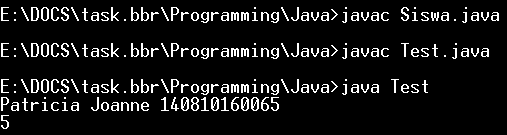 E:\DOCS\task.bbr\Programming\Java>javac Siswa.java
E:\DOCS\task.bbr\Programming\Java>javac Test.java
E:\DOCS\task.bbr\Programming\Java>java Test
Patricia Joanne 140810160065
5